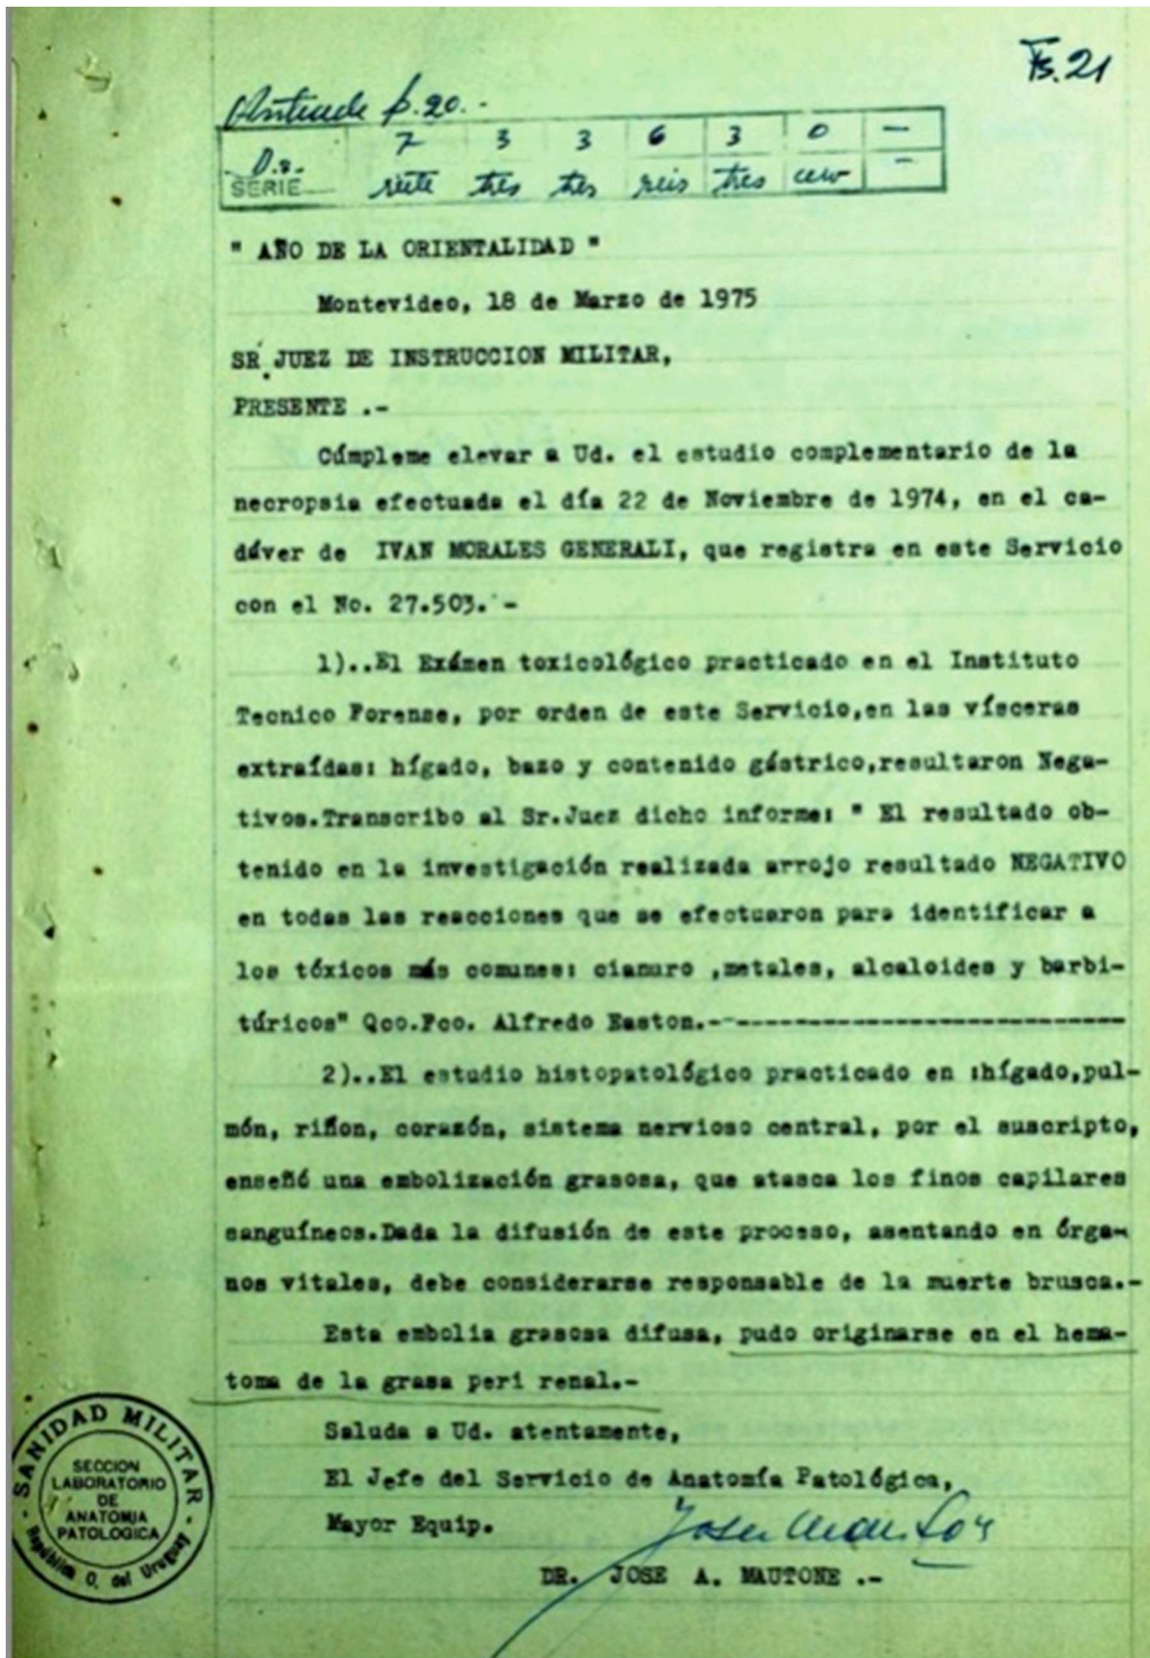 Fs. 21
p. 20.-
7 3 3 6 3 0 —
SERIE siete tres tres seis tres cero -
" AÑO DE LA ORIENTALIDAD "
Montevideo, 18 de Marzo de 1975
SR JUEZ DE INSTRUCCION MILITAR,
PRESENTE .-
Cúmpleme elevar a Ud. el estudio complementario de la
necropsia efectuada el día 22 de Noviembre de 1974, en el ca-
dáver de IVAN MORALES GENERALI, que registra en este Servicio
con el No. 27.503. -
1)..El Exámen toxicológico practicado en el Instituto
Tecnico Forense, por orden de este Servicio,en las vísceras
extraídas: hígado, bazo y contenido gástrico,resultaron Nega-
tivos.Transcribo al Sr.Juez dicho informe: " El resultado ob-
tenido en la investigación realizada arrojo resultado NEGATIVO
en todas las reacciones que se efectuaron para identificar a
los tóxicos más comunes: cianuro ,metales, alcaloides y barbi-
túricos" Qco.Fco. Alfredo Easton.-----------------------------
2)..El estudio histopatológico practicado en :hígado,pul-
món, riñon, corazón, sistema nervioso central, por el suscripto,
enseñó una embolización grasosa, que atasca los finos capilares
sanguíneos.Dada la difusión de este proceso, asentando en órga-
nos vitales, debe considerarse responsable de la muerte brusca.-
Esta embolia grasosa difusa, pudo originarse en el hema-
toma de la grasa peri renal.-
Saluda a Ud. atentamente,
El Jefe del Servicio de Anatomía Patológica,
Mayor Equip.
DR. JOSE A. MAUTONE .-
SANIDAD MILITAR
SECCION
LABORATORIO
DE
ANATOMIA
PATOLOGICA
República O. del Uruguay